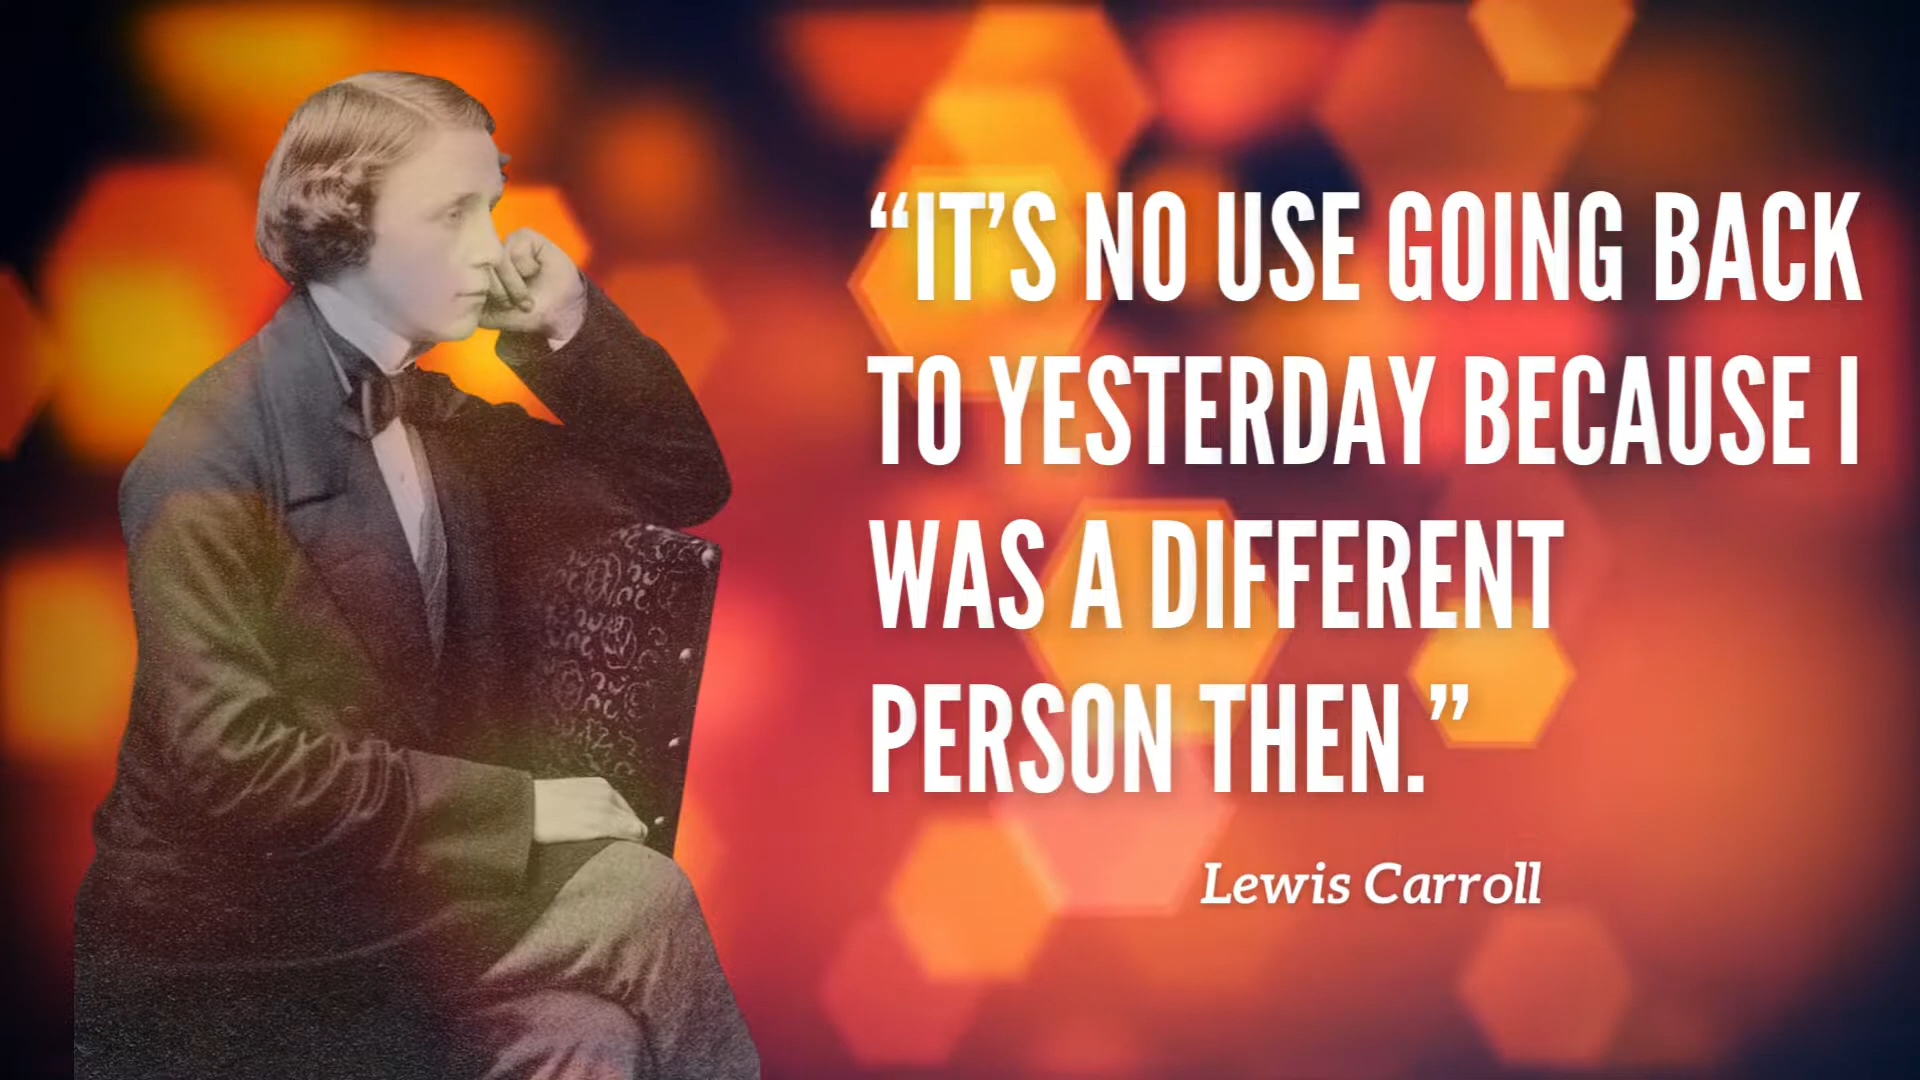 “IT’S NO USE GOING BACK
TO YESTERDAY BECAUSE I
WAS A DIFFERENT
PERSON THEN.”
Lewis Carroll